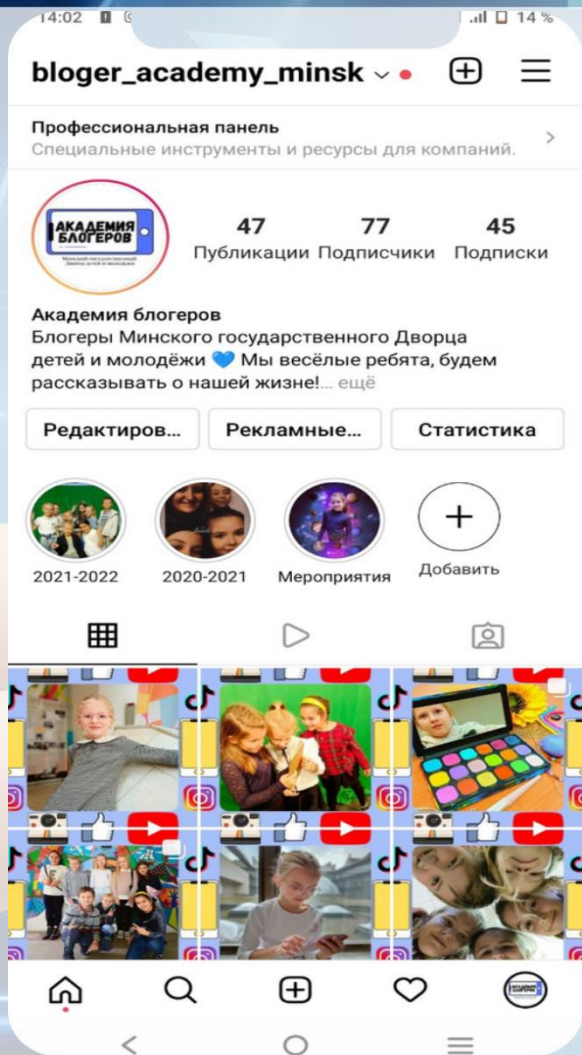 14:02
14 %
bloger_academy_minsk
Профессиональная панель
Специальные инструменты и ресурсы для компаний.
АКАДЕМИЯ
БЛОГЕРОВ
47 77 45
Публикации Подписчики Подписки
Академия блогеров
Блогеры Минского государственного Дворца
детей и молодёжи 💙 Мы весёлые ребята, будем
рассказывать о нашей жизне!... ещё
Редактиров... Рекламные... Статистика
2021-2022 2020-2021 Мероприятия Добавить